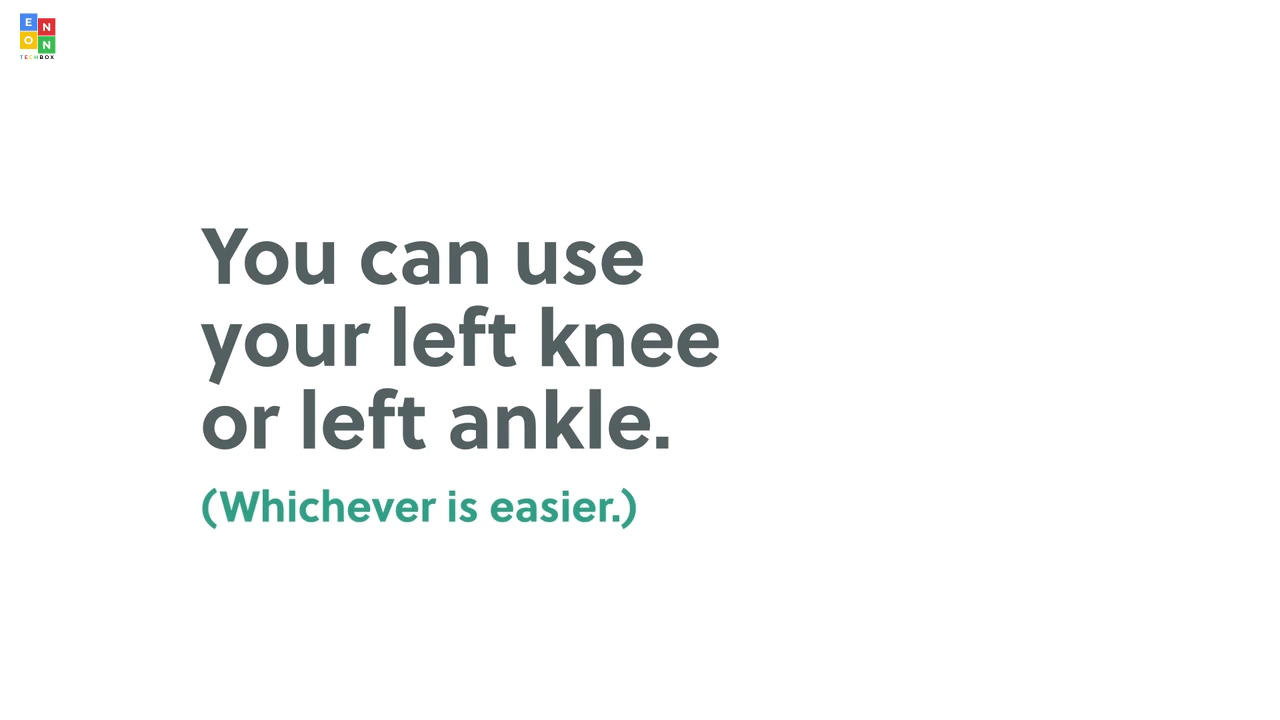 E
N
O
N
TECHBOX
You can use
your left knee
or left ankle.
(Whichever is easier.)